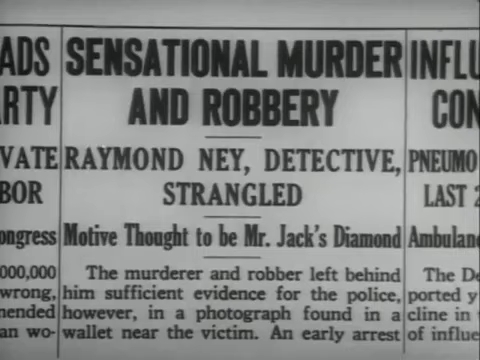 ADS
ARTY
VATE
BOR
ongress
000,000
wrong,
mended
an wo-
SENSATIONAL MURDER
AND ROBBERY
RAYMOND NEY, DETECTIVE,
STRANGLED
Motive Thought to be Mr. Jack's Diamond
The murderer and robber left behind
him sufficient evidence for the police,
however, in a photograph found in a
wallet near the victim. An early arrest
INFLU
CON
PNEUMO
LAST 2
Ambulan
The De
ported y
cline in
of influe